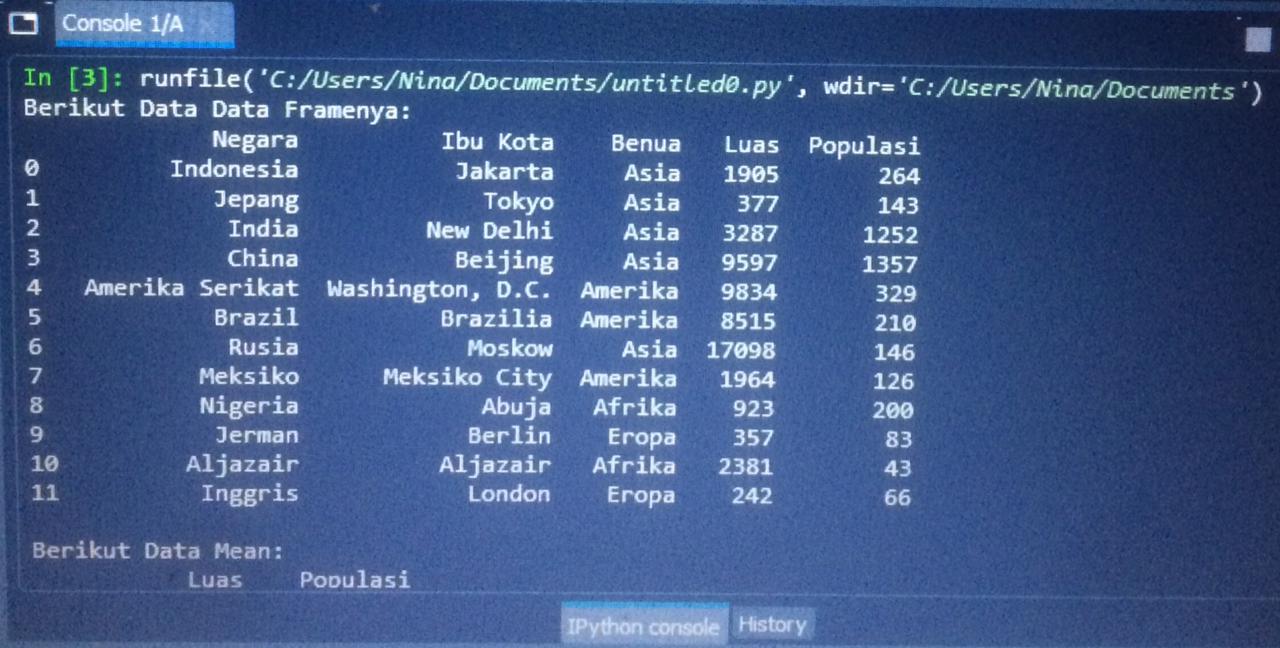 Console 1/A
In [3]: runfile('C:/Users/Nina/Documents/untitled0.py', wdir='C:/Users/Nina/Documents')
Berikut Data Data Framenya:
Negara Ibu Kota Benua Luas Populasi
0 Indonesia Jakarta Asia 1905 264
1 Jepang Tokyo Asia 377 143
2 India New Delhi Asia 3287 1252
3 China Beijing Asia 9597 1357
4 Amerika Serikat Washington, D.C. Amerika 9834 329
5 Brazil Brazilia Amerika 8515 210
6 Rusia Moskow Asia 17098 146
7 Meksiko Meksiko City Amerika 1964 126
8 Nigeria Abuja Afrika 923 200
9 Jerman Berlin Eropa 357 83
10 Aljazair Aljazair Afrika 2381 43
11 Inggris London Eropa 242 66
Berikut Data Mean:
Luas Populasi
IPython console History